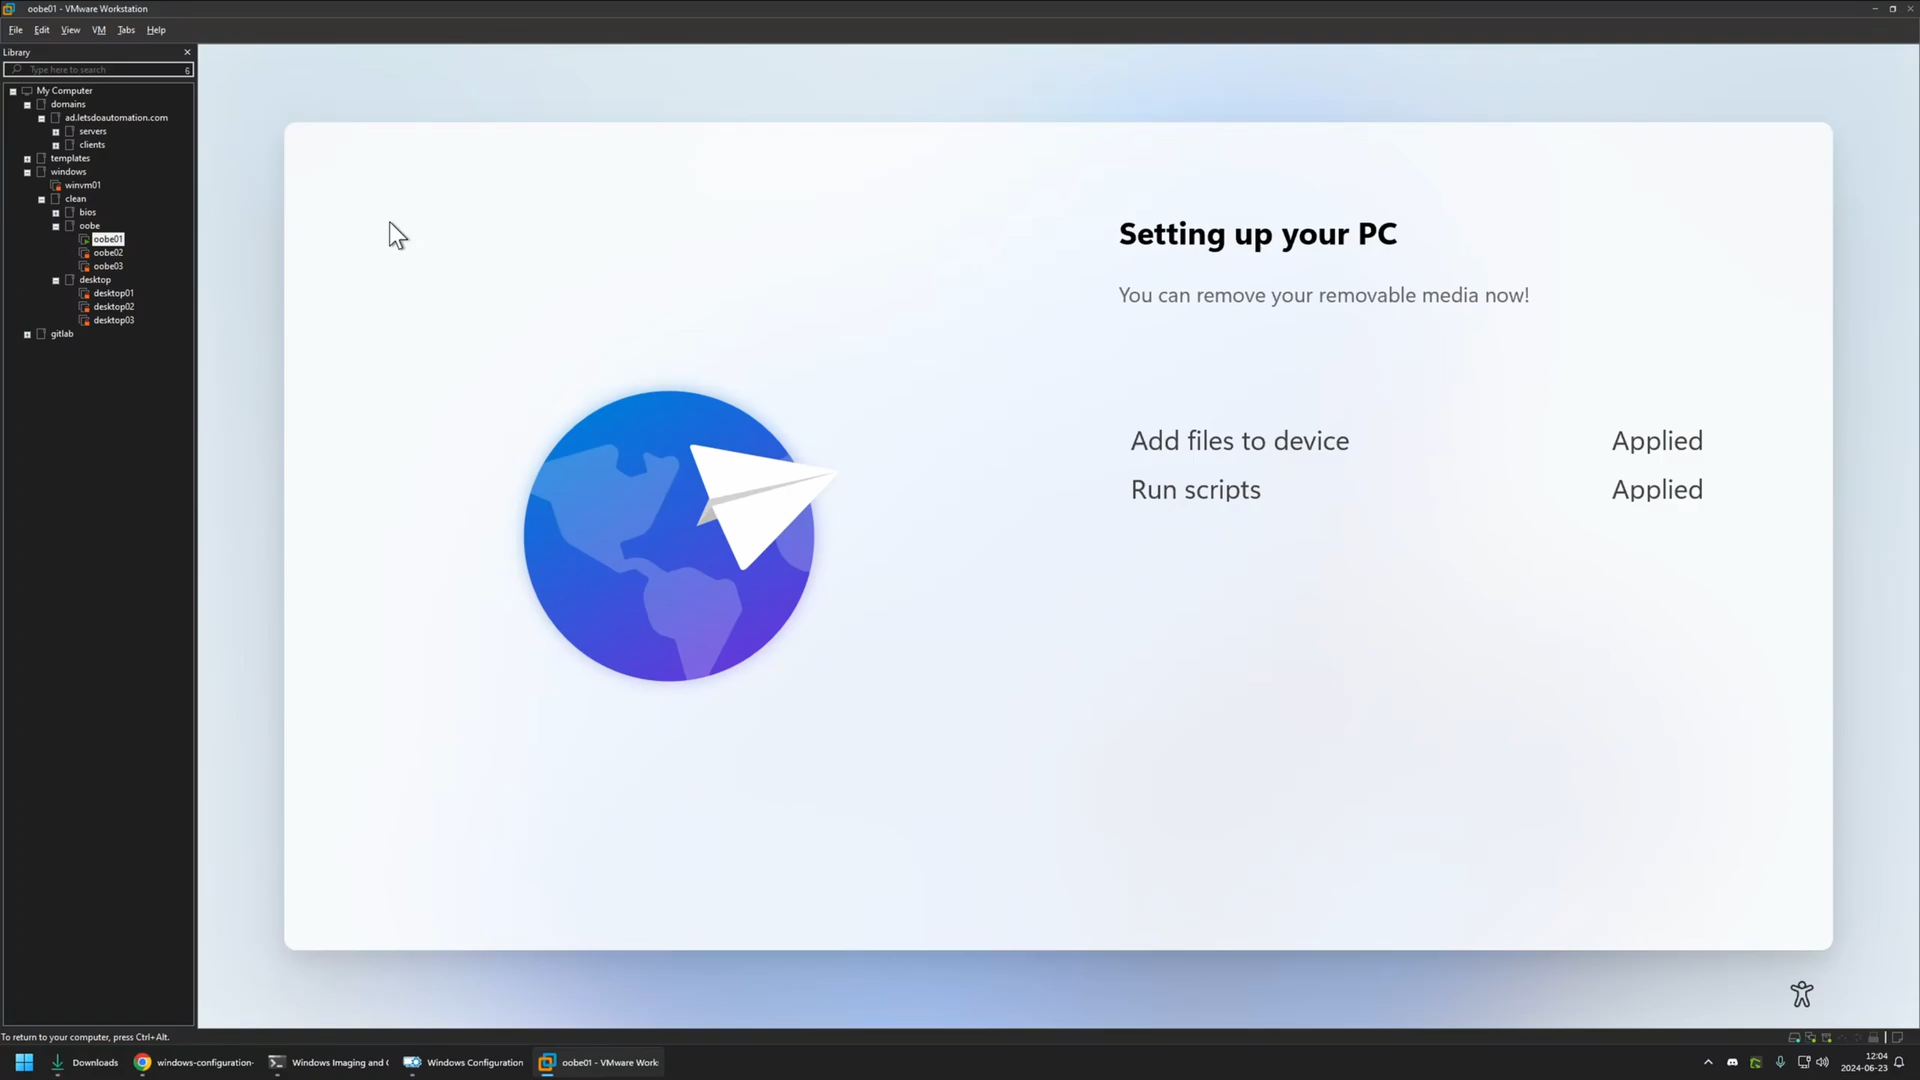 oobe01 - VMware Workstation
File Edit View VM Tabs Help
Library
Type here to search
My Computer
domains
ad.letsdoautomation.com
servers
clients
templates
windows
winvm01
clean
bios
oobe
oobe01
oobe02
oobe03
desktop
desktop01
desktop02
desktop03
gitlab
Setting up your PC
You can remove your removable media now!
Add files to device Applied
Run scripts Applied
To return to your computer, press Ctrl+Alt.
Downloads windows-configuration- Windows Imaging and C Windows Configuration oobe01 - VMware Work
12:04
2024-06-23